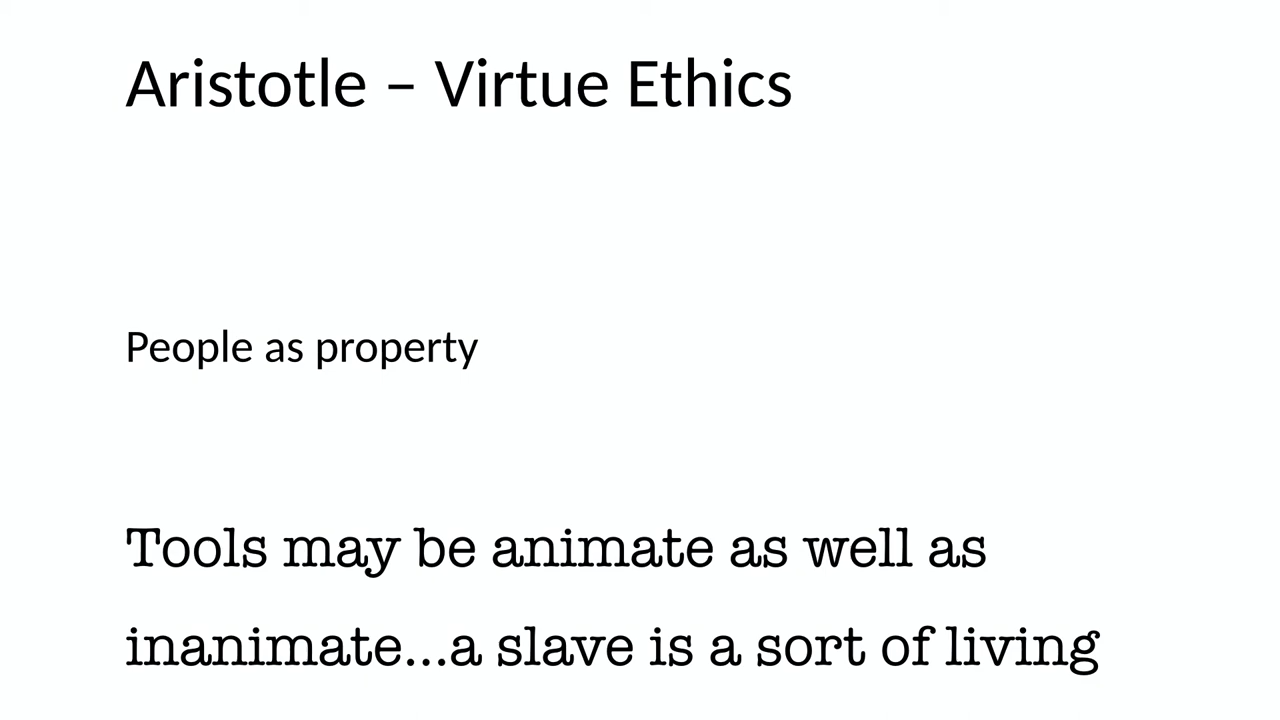 Aristotle – Virtue Ethics
People as property
Tools may be animate as well as
inanimate...a slave is a sort of living